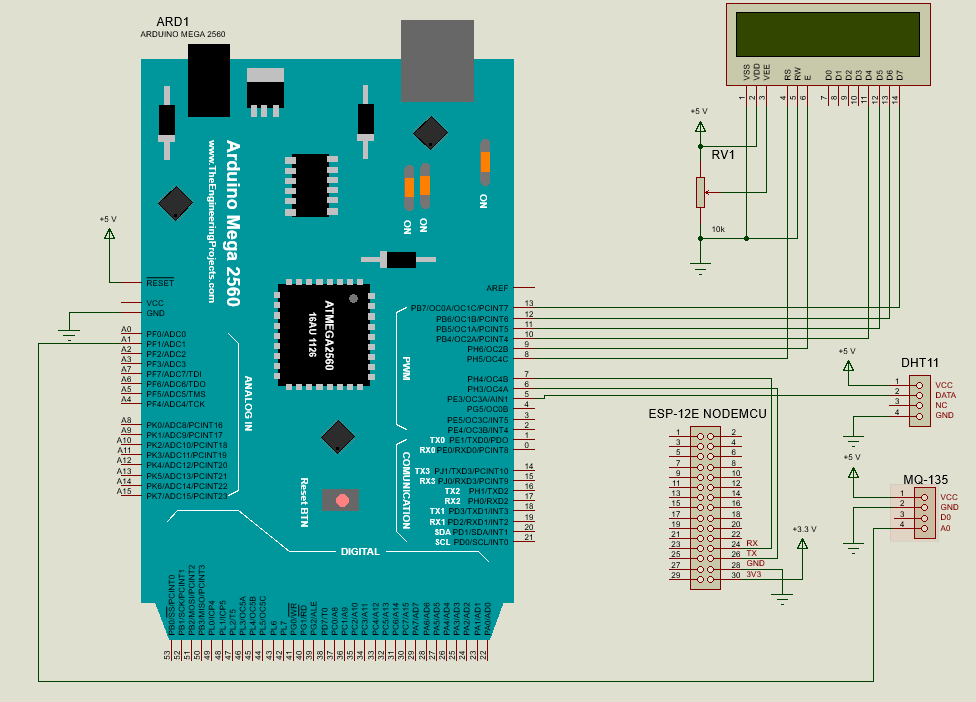 ARD1
ARDUINO MEGA 2560
Arduino Mega 2560
www.TheEngineeringProjects.com
ON
ON
ON
ATMEGA2560
16AU 1126
+5 V
RESET
VCC
GND
A0 PF0/ADC0
A1 PF1/ADC1
A2 PF2/ADC2
A3 PF3/ADC3
A7 PF7/ADC7/TDI
A6 PF6/ADC6/TDO
A5 PF5/ADC5/TMS
A4 PF4/ADC4/TCK
A8 PK0/ADC8/PCINT16
A9 PK1/ADC9/PCINT17
A10 PK2/ADC10/PCINT18
A11 PK3/ADC11/PCINT19
A12 PK4/ADC12/PCINT20
A13 PK5/ADC13/PCINT21
A14 PK6/ADC14/PCINT22
A15 PK7/ADC15/PCINT23
ANALOG IN
Reset BTN
PWM
COMUNICATION
DIGITAL
AREF
PB7/OC0A/OC1C/PCINT7 13
PB6/OC1B/PCINT6 12
PB5/OC1A/PCINT5 11
PB4/OC2A/PCINT4 10
PH6/OC2B 9
PH5/OC4C 8
PH4/OC4B 7
PH3/OC4A 6
PE3/OC3A/AIN1 5
PG5/OC0B 4
PE5/OC3C/INT5 3
PE4/OC3B/INT4 2
TX0 PE1/TXD0/PDO 1
RX0 PE0/RXD0/PCINT8 0
TX3 PJ1/TXD3/PCINT10 14
RX3 PJ0/RXD3/PCINT9 15
TX2 PH1/TXD2 16
RX2 PH0/RXD2 17
TX1 PD3/TXD1/INT3 18
RX1 PD2/RXD1/INT2 19
SDA PD1/SDA/INT1 20
SCL PD0/SCL/INT0 21
PB0/SS/PCINT0 53
PB1/SCK/PCINT1 52
PB2/MOSI/PCINT2 51
PB3/MISO/PCINT3 50
PL0/ICP4 49
PL1/ICP5 48
PL2/T5 47
PL3/OC5A 46
PL4/OC5B 45
PL5/OC5C 44
PL6 43
PL7 42
PG0/WR 41
PG1/RD 40
PG2/ALE 39
PD7/T0 38
PC0/A8 37
PC1/A9 36
PC2/A10 35
PC3/A11 34
PC4/A12 33
PC5/A13 32
PC6/A14 31
PC7/A15 30
PA7/AD7 29
PA6/AD6 28
PA5/AD5 27
PA4/AD4 26
PA3/AD3 25
PA2/AD2 24
PA1/AD1 23
PA0/AD0 22
VSS VDD VEE RS RW E D0 D1 D2 D3 D4 D5 D6 D7
1 2 3 4 5 6 7 8 9 10 11 12 13 14
+5 V
RV1
10k
ESP-12E NODEMCU
1 2
3 4
5 6
7 8
9 10
11 12
13 14
15 16
17 18
19 20
21 22
23 24 RX
25 26 TX
27 28 GND
29 30 3V3
+3.3 V
+5 V
DHT11
1 VCC
2 DATA
3 NC
4 GND
+5 V
MQ-135
1 VCC
2 GND
3 D0
4 A0